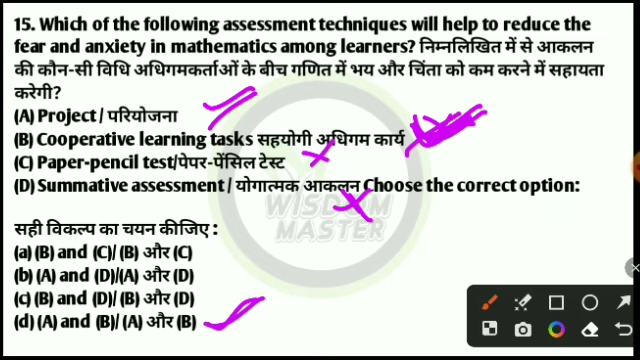 15. Which of the following assessment techniques will help to reduce the
fear and anxiety in mathematics among learners? निम्नलिखित में से आकलन
की कौन-सी विधि अधिगमकर्ताओं के बीच गणित में भय और चिंता को कम करने में सहायता
करेगी?
(A) Project / परियोजना
(B) Cooperative learning tasks सहयोगी अधिगम कार्य
(C) Paper-pencil test/पेपर-पेंसिल टेस्ट
(D) Summative assessment / योगात्मक आकलन Choose the correct option:
सही विकल्प का चयन कीजिए :
(a) (B) and (C)/ (B) और (C)
(b) (A) and (D)/(A) और (D)
(c) (B) and (D)/ (B) और (D)
(d) (A) and (B)/ (A) और (B)
WISDOM
MASTER